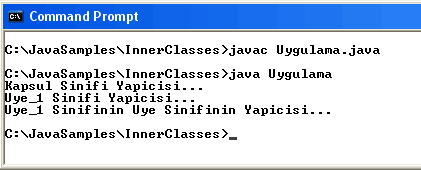 Command Prompt
C:\JavaSamples\InnerClasses>javac Uygulama.java
C:\JavaSamples\InnerClasses>java Uygulama
Kapsul Sinifi Yapicisi...
Uye_1 Sinifi Yapicisi...
Uye_1 Sinifinin Uye Sinifinin Yapicisi...
C:\JavaSamples\InnerClasses>_